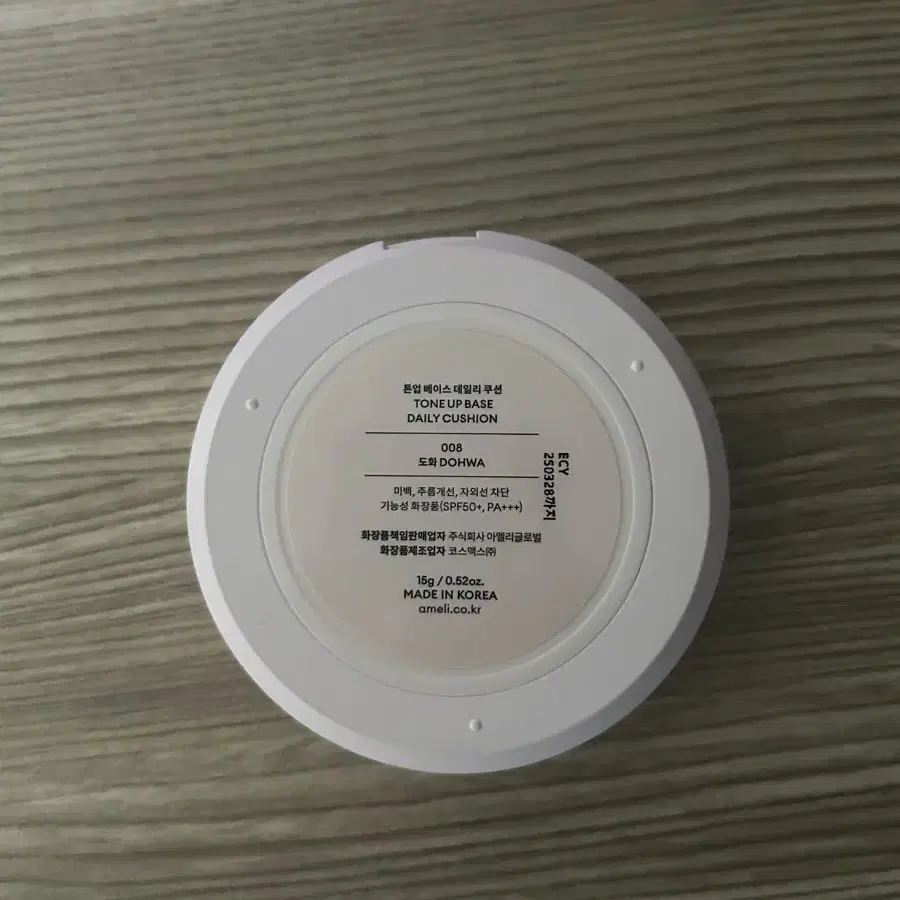 톤업 베이스 데일리 쿠션
TONE UP BASE
DAILY CUSHION
008
도화 DOHWA
미백, 주름개선, 자외선 차단
기능성 화장품(SPF50+, PA+++)
화장품책임판매업자 주식회사 아멜리글로벌
화장품제조업자 코스맥스㈜
15g / 0.52oz.
MADE IN KOREA
ameli.co.kr
ECY
250328까지